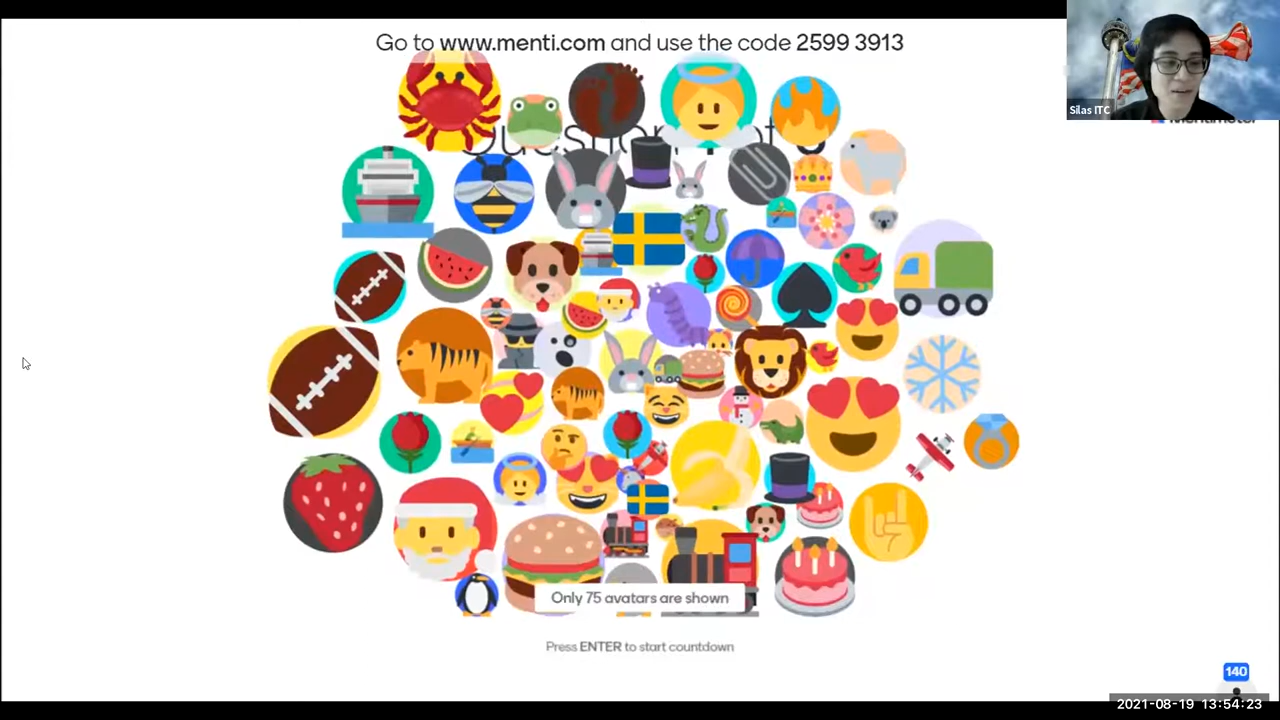 Go to www.menti.com and use the code 2599 3913
Silas ITC
Mentimeter
Only 75 avatars are shown
Press ENTER to start countdown
140
2021-08-19 13:54:23